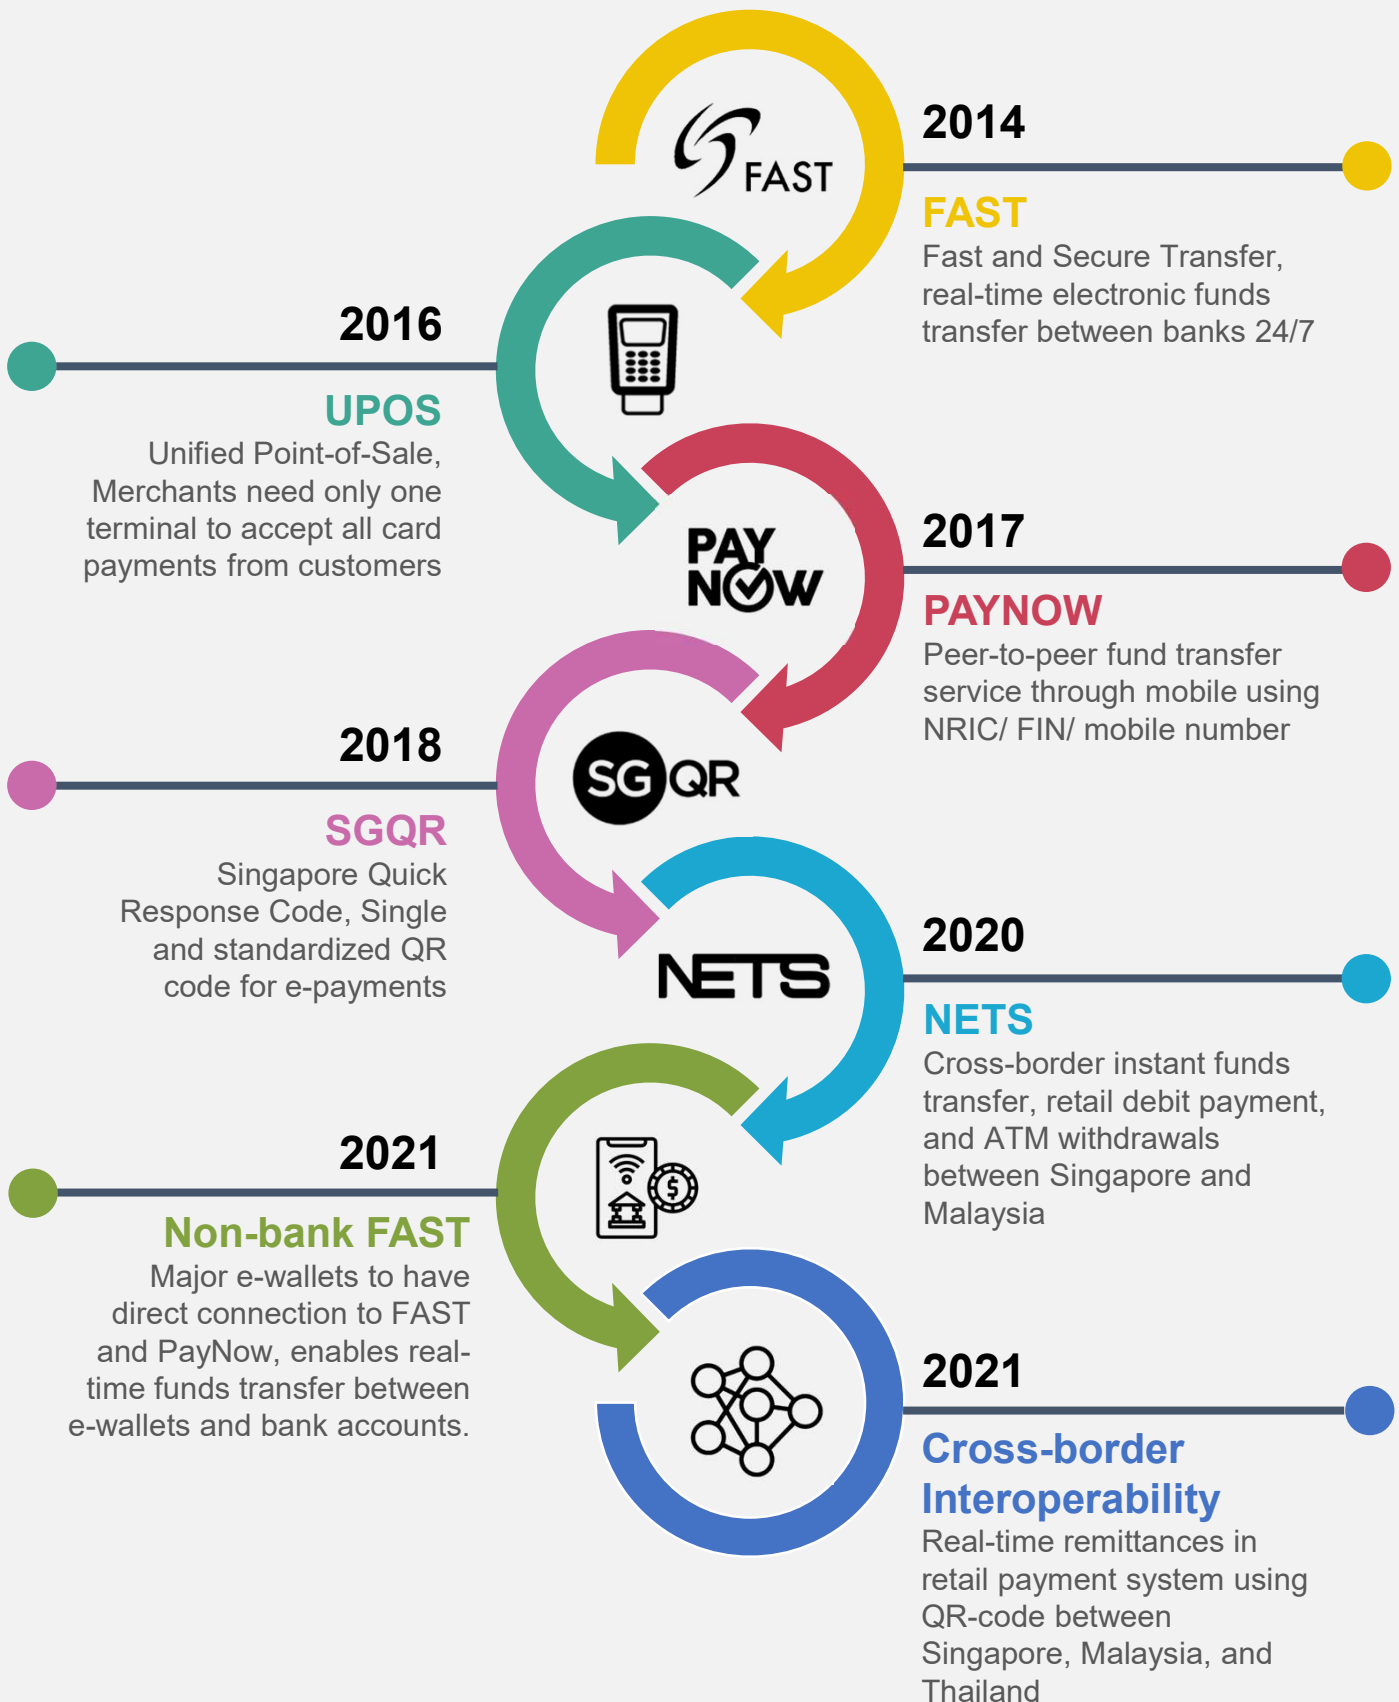 FAST
2014
FAST
Fast and Secure Transfer,
real-time electronic funds
transfer between banks 24/7
2016
UPOS
Unified Point-of-Sale,
Merchants need only one
terminal to accept all card
payments from customers
PAY
NOW
2017
PAYNOW
Peer-to-peer fund transfer
service through mobile using
NRIC/ FIN/ mobile number
2018
SGQR
Singapore Quick
Response Code, Single
and standardized QR
code for e-payments
SG QR
NETS
2020
NETS
Cross-border instant funds
transfer, retail debit payment,
and ATM withdrawals
between Singapore and
Malaysia
2021
Non-bank FAST
Major e-wallets to have
direct connection to FAST
and PayNow, enables real-
time funds transfer between
e-wallets and bank accounts.
$
2021
Cross-border
Interoperability
Real-time remittances in
retail payment system using
QR-code between
Singapore, Malaysia, and
Thailand